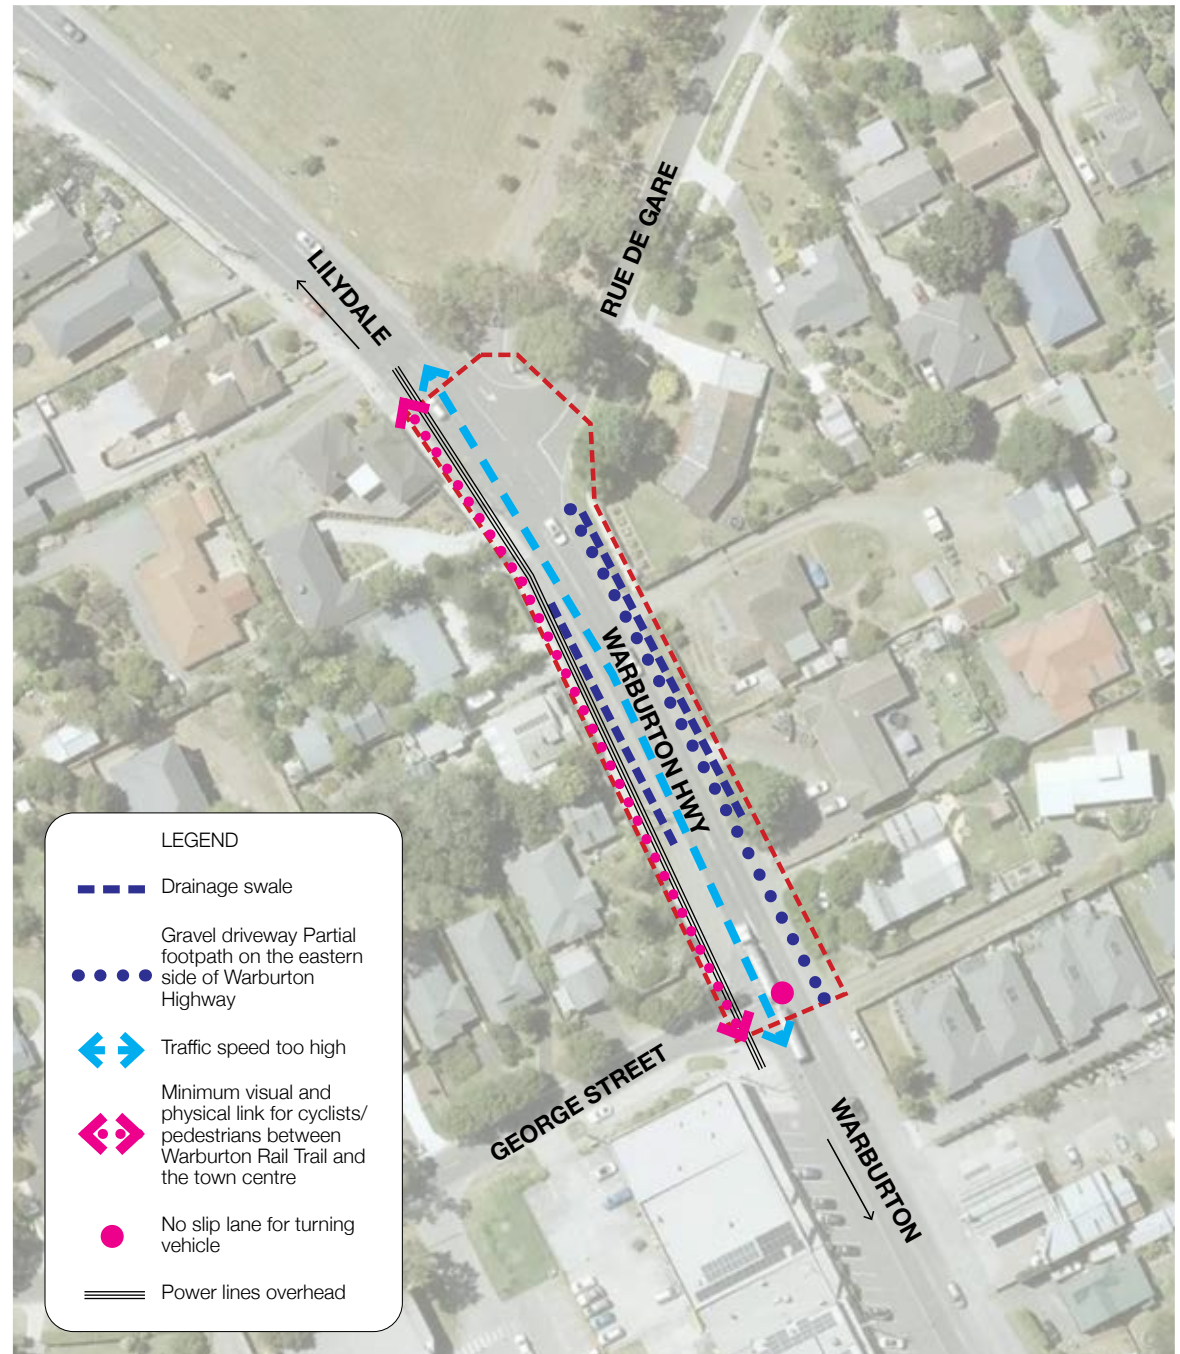 RUE DE GARE
LILYDALE
WARBURTON HWY
GEORGE STREET
WARBURTON
LEGEND
Drainage swale
Gravel driveway Partial
footpath on the eastern
side of Warburton
Highway
Traffic speed too high
Minimum visual and
physical link for cyclists/
pedestrians between
Warburton Rail Trail and
the town centre
No slip lane for turning
vehicle
Power lines overhead